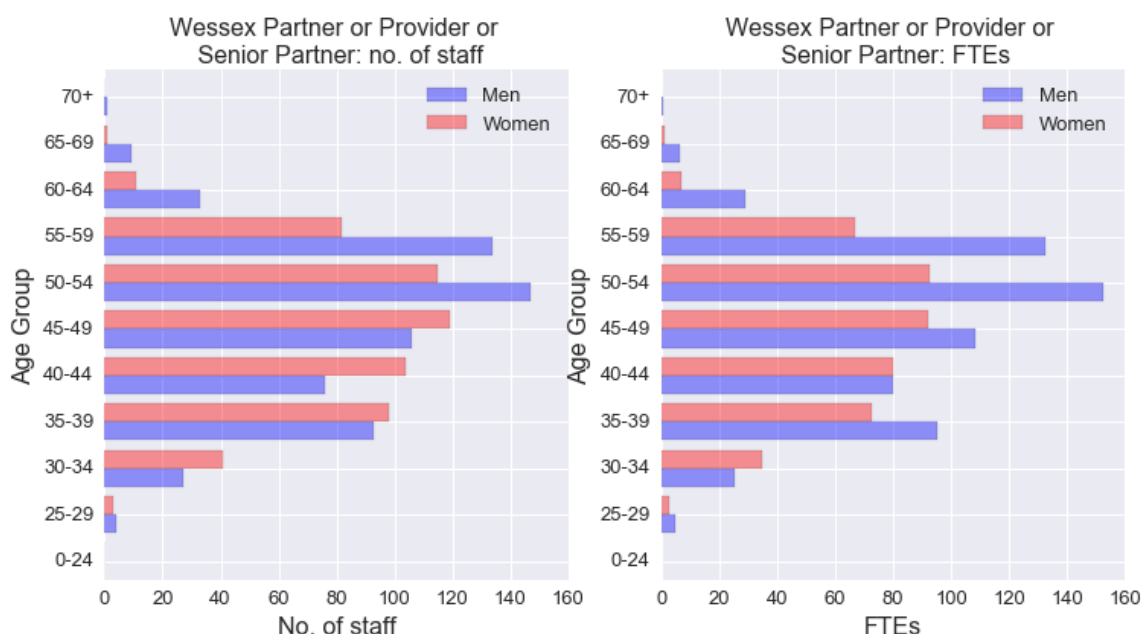 Wessex Partner or Provider or
Senior Partner: no. of staff
Men
Women
Age Group
70+
65-69
60-64
55-59
50-54
45-49
40-44
35-39
30-34
25-29
0-24
0 20 40 60 80 100 120 140 160
No. of staff
Wessex Partner or Provider or
Senior Partner: FTEs
Men
Women
Age Group
70+
65-69
60-64
55-59
50-54
45-49
40-44
35-39
30-34
25-29
0-24
0 20 40 60 80 100 120 140 160
FTEs